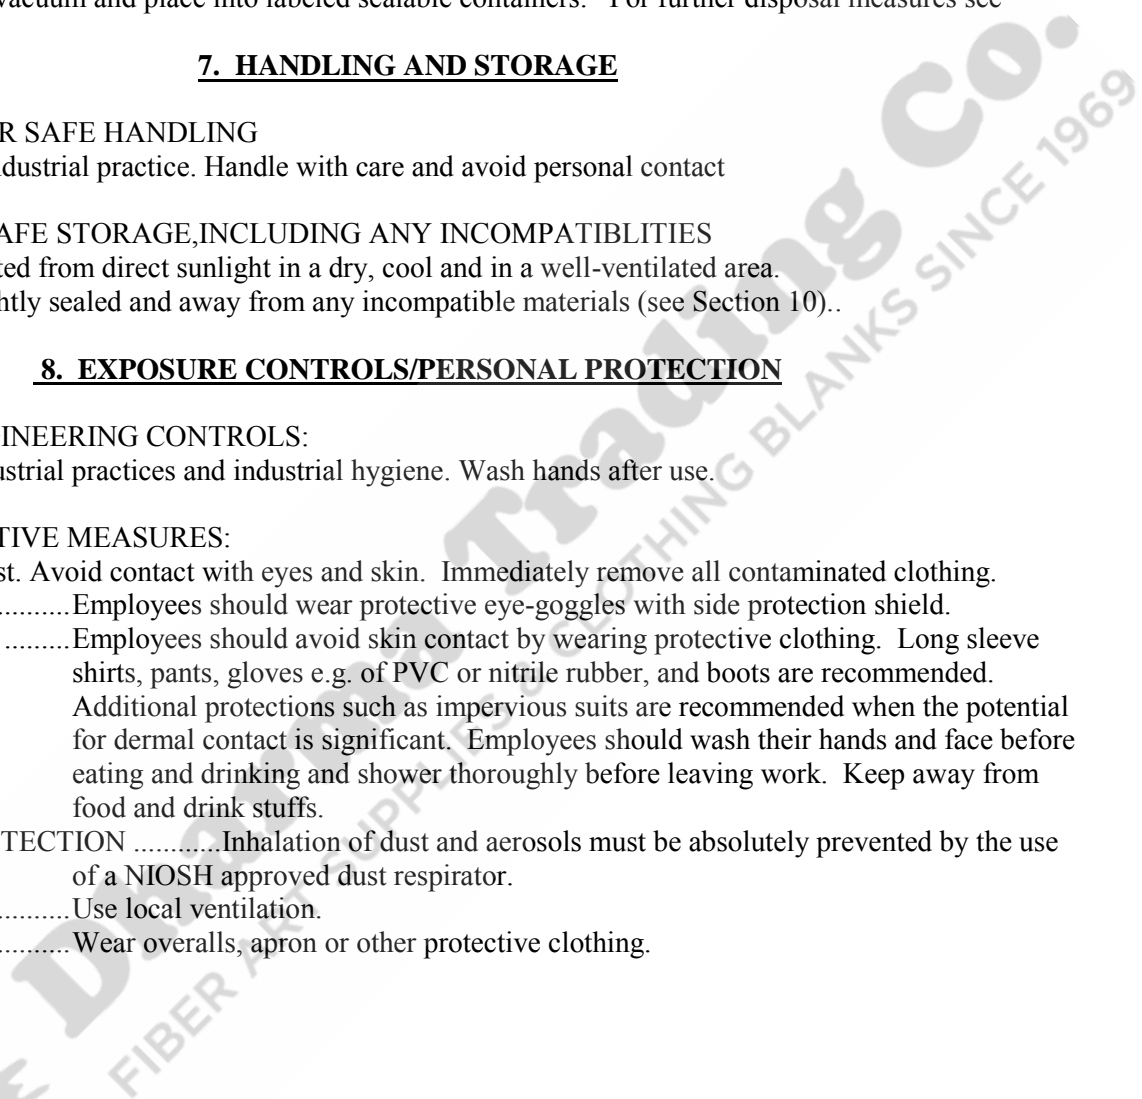 vacuum and place into labeled sealable containers.   For further disposal measures see
7.  HANDLING AND STORAGE
R SAFE HANDLING
dustrial practice. Handle with care and avoid personal contact
AFE STORAGE,INCLUDING ANY INCOMPATIBLITIES
ted from direct sunlight in a dry, cool and in a well-ventilated area.
htly sealed and away from any incompatible materials (see Section 10)..
8.  EXPOSURE CONTROLS/PERSONAL PROTECTION
INEERING CONTROLS:
ustrial practices and industrial hygiene. Wash hands after use.
TIVE MEASURES:
st. Avoid contact with eyes and skin.  Immediately remove all contaminated clothing.
..........Employees should wear protective eye-goggles with side protection shield.
.........Employees should avoid skin contact by wearing protective clothing.  Long sleeve
shirts, pants, gloves e.g. of PVC or nitrile rubber, and boots are recommended.
Additional protections such as impervious suits are recommended when the potential
for dermal contact is significant.  Employees should wash their hands and face before
eating and drinking and shower thoroughly before leaving work.  Keep away from
food and drink stuffs.
TECTION ............Inhalation of dust and aerosols must be absolutely prevented by the use
of a NIOSH approved dust respirator.
..........Use local ventilation.
..........Wear overalls, apron or other protective clothing.
Dharma Trading Co.
FIBER ART SUPPLIES & CLOTHING BLANKS SINCE 1969